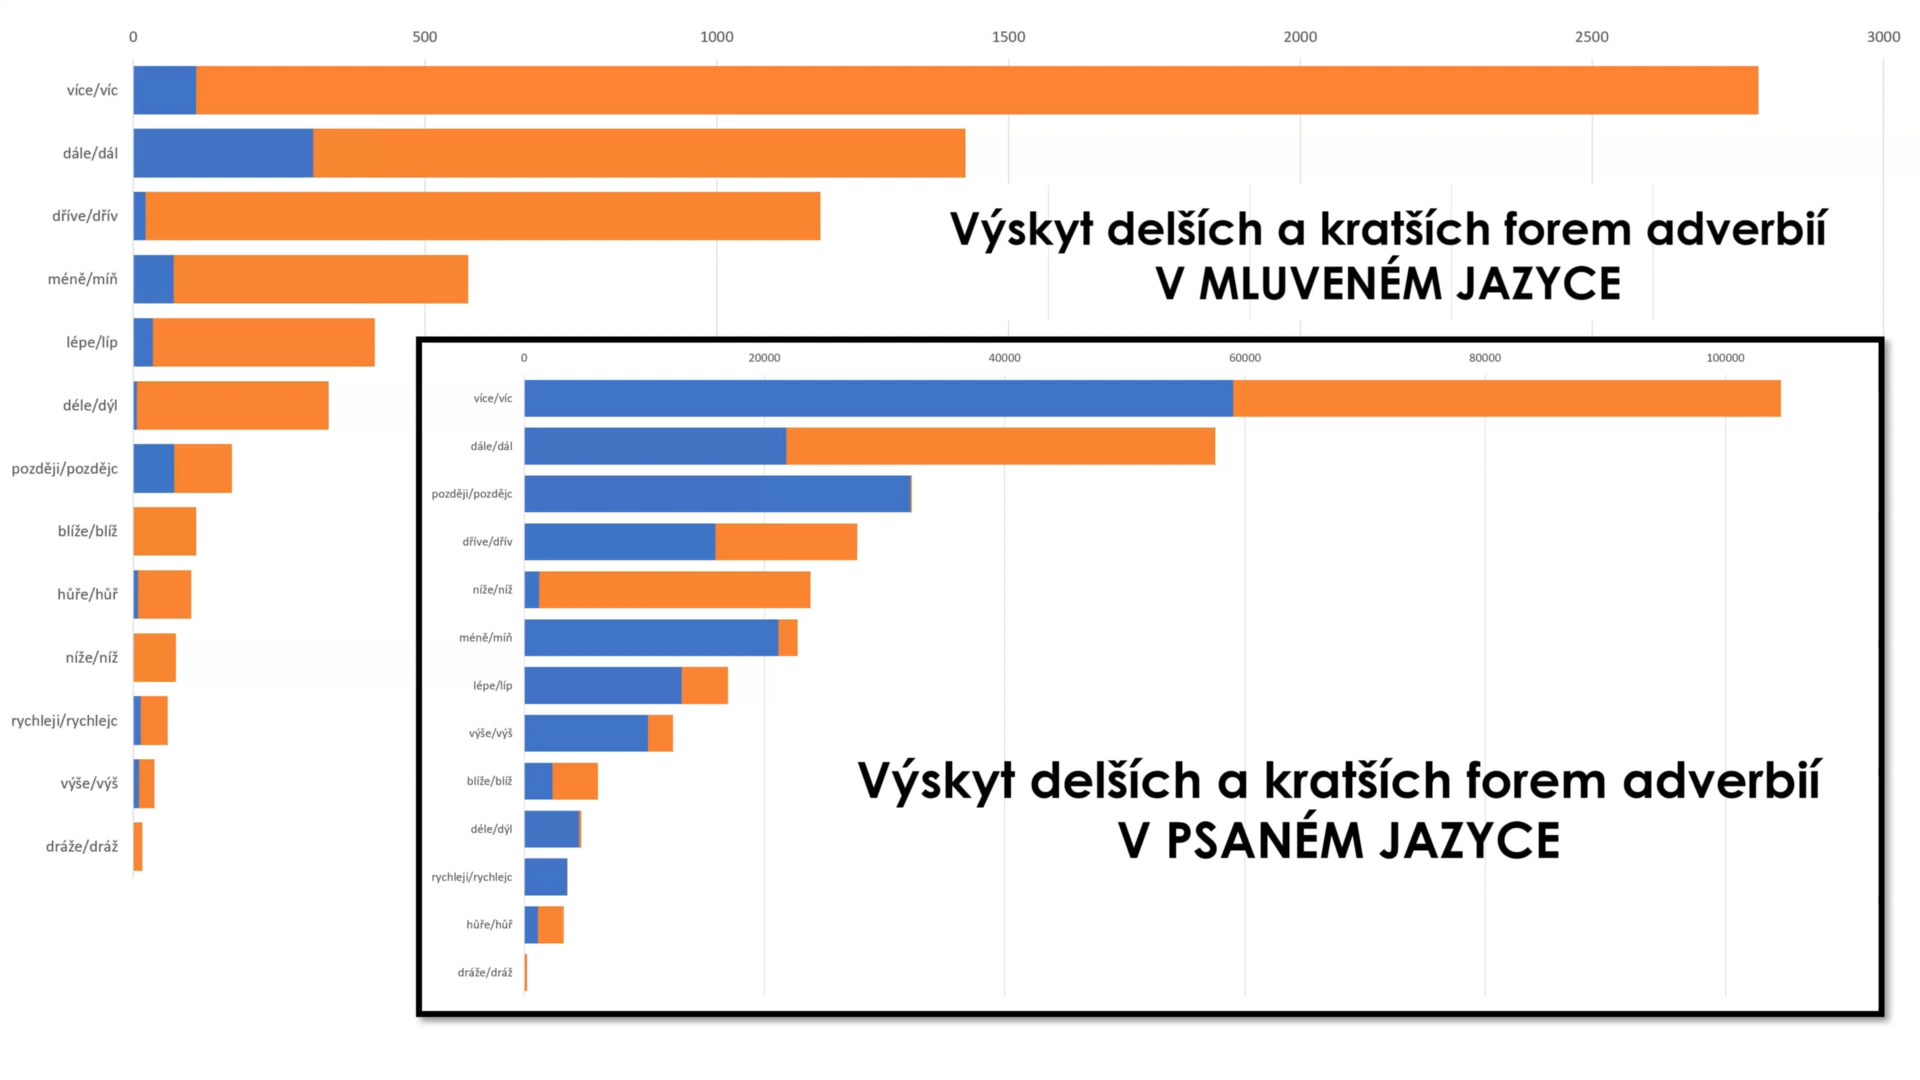 0 500 1000 1500 2000 2500 3000
více/víc
dále/dál
dříve/dřív
méně/míň
lépe/líp
déle/dýl
později/pozdějc
blíže/blíž
hůře/hůř
níže/níž
rychleji/rychlejc
výše/výš
dráže/dráž
Výskyt delších a kratších forem adverbií
V MLUVENÉM JAZYCE
0 20000 40000 60000 80000 100000
více/víc
dále/dál
později/pozdějc
dříve/dřív
níže/níž
méně/míň
lépe/líp
výše/výš
blíže/blíž
déle/dýl
rychleji/rychlejc
hůře/hůř
dráže/dráž
Výskyt delších a kratších forem adverbií
V PSANÉM JAZYCE